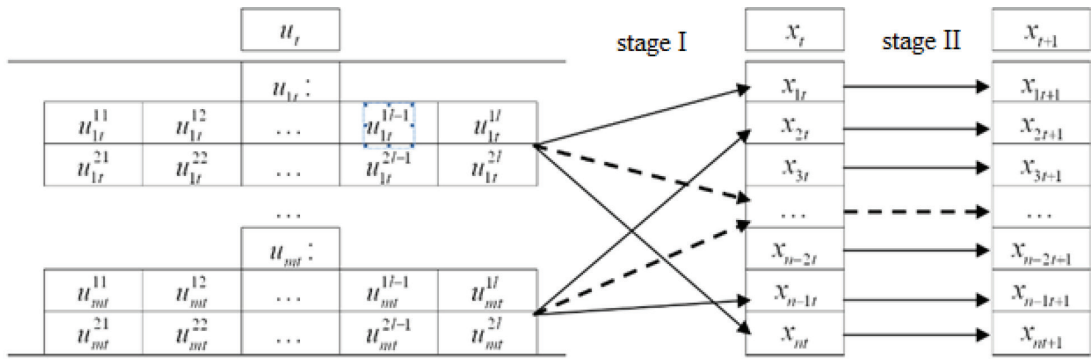 u_t stage I x_t stage II x_{t+1}
u_{1t} : x_{1t} x_{1t+1}
u_{1t}^{11} u_{1t}^{12} … u_{1t}^{1l-1} u_{1t}^{1l} x_{2t} x_{2t+1}
u_{1t}^{21} u_{1t}^{22} … u_{1t}^{2l-1} u_{1t}^{2l} x_{3t} x_{3t+1}
… … …
u_{mt} : x_{n-2t} x_{n-2t+1}
u_{mt}^{11} u_{mt}^{12} … u_{mt}^{1l-1} u_{mt}^{1l} x_{n-1t} x_{n-1t+1}
u_{mt}^{21} u_{mt}^{22} … u_{mt}^{2l-1} u_{mt}^{2l} x_{nt} x_{nt+1}